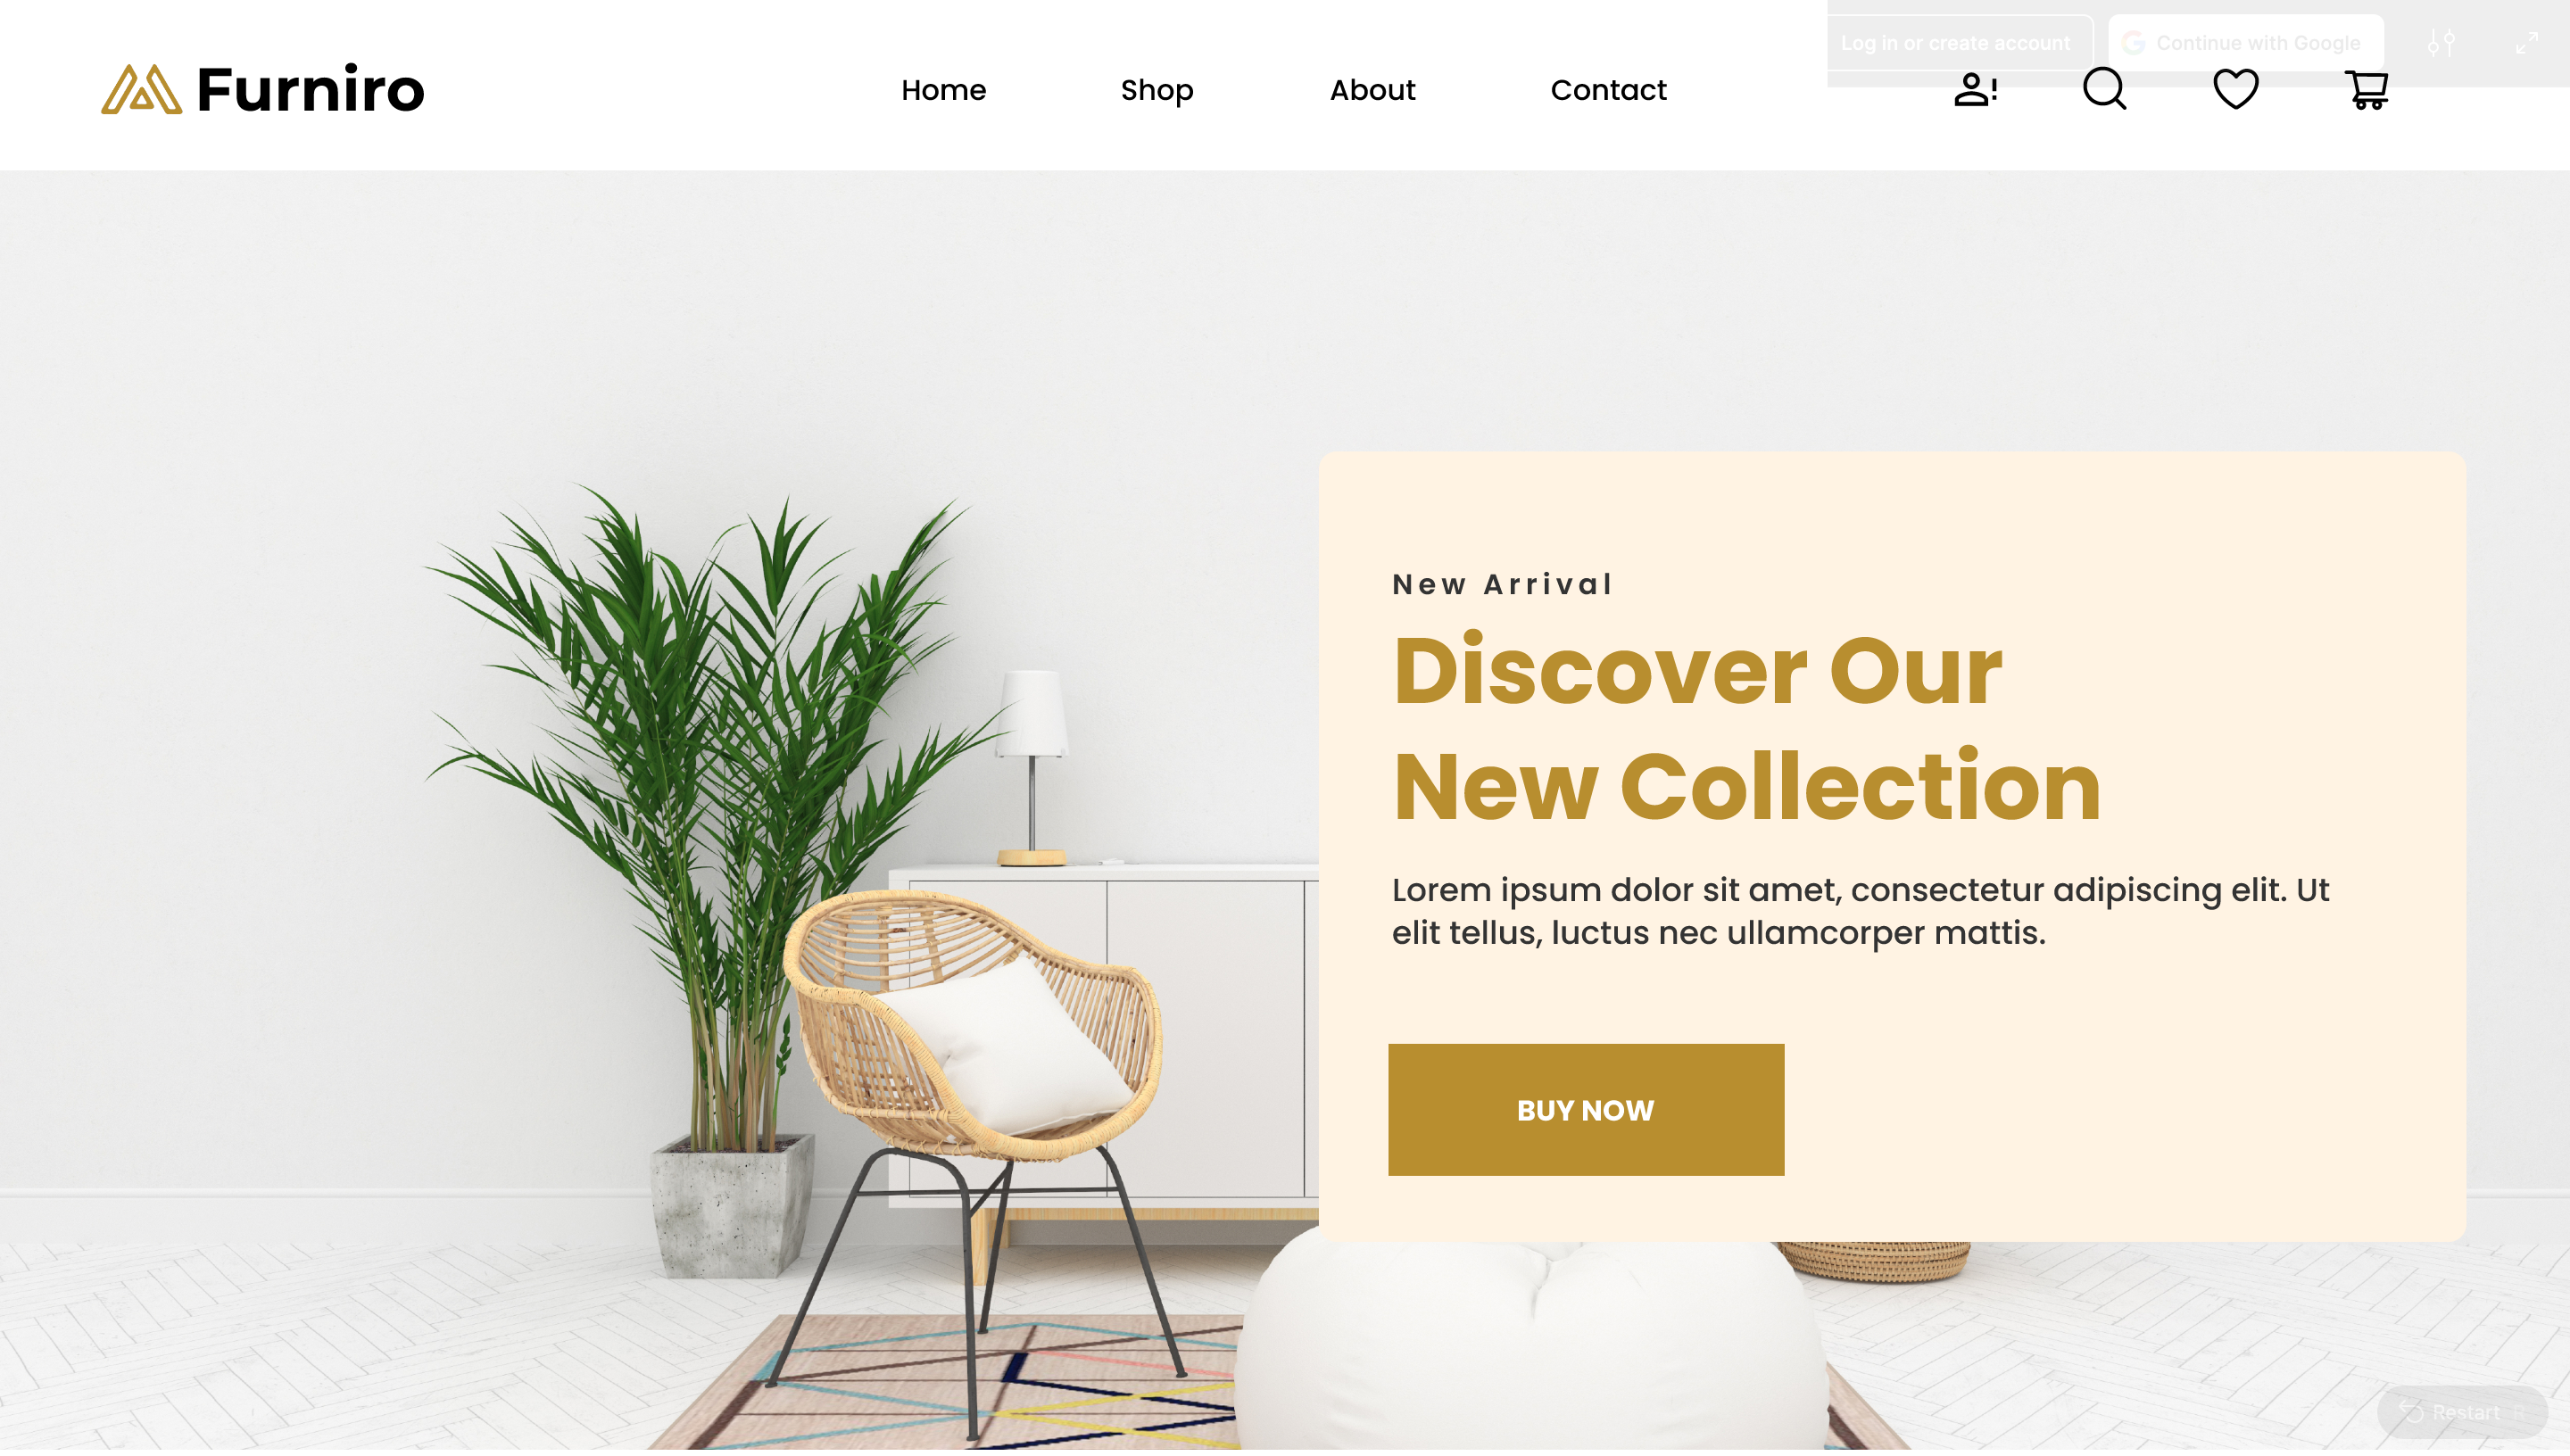 Log in or create account
Continue with Google
Furniro
Home
Shop
About
Contact
New Arrival
Discover Our
New Collection
Lorem ipsum dolor sit amet, consectetur adipiscing elit. Ut
elit tellus, luctus nec ullamcorper mattis.
BUY NOW
Restart R